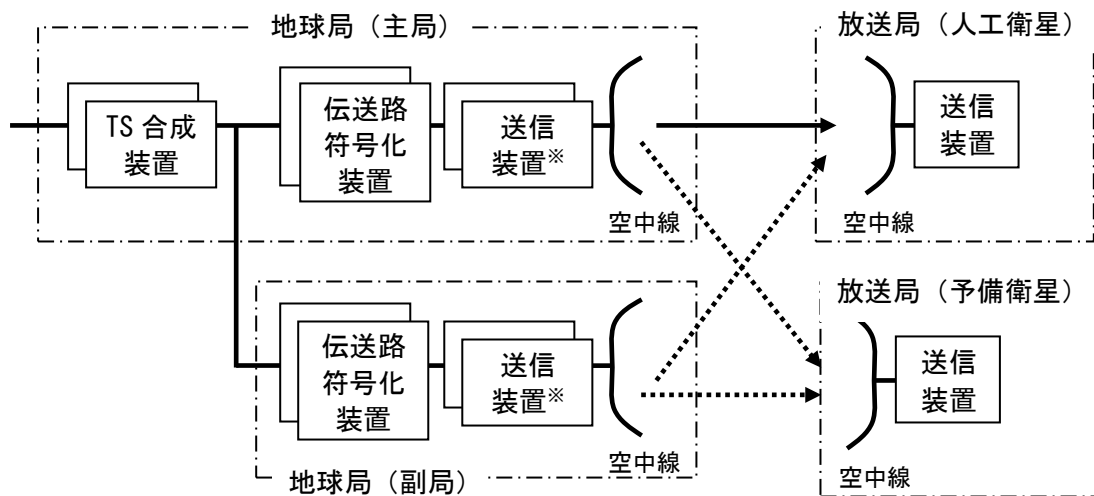 地球局（主局）
放送局（人工衛星）
TS 合成
装置
伝送路
符号化
装置
送信
装置※
空中線
送信
装置
空中線
放送局（予備衛星）
伝送路
符号化
装置
送信
装置※
空中線
送信
装置
空中線
地球局（副局）